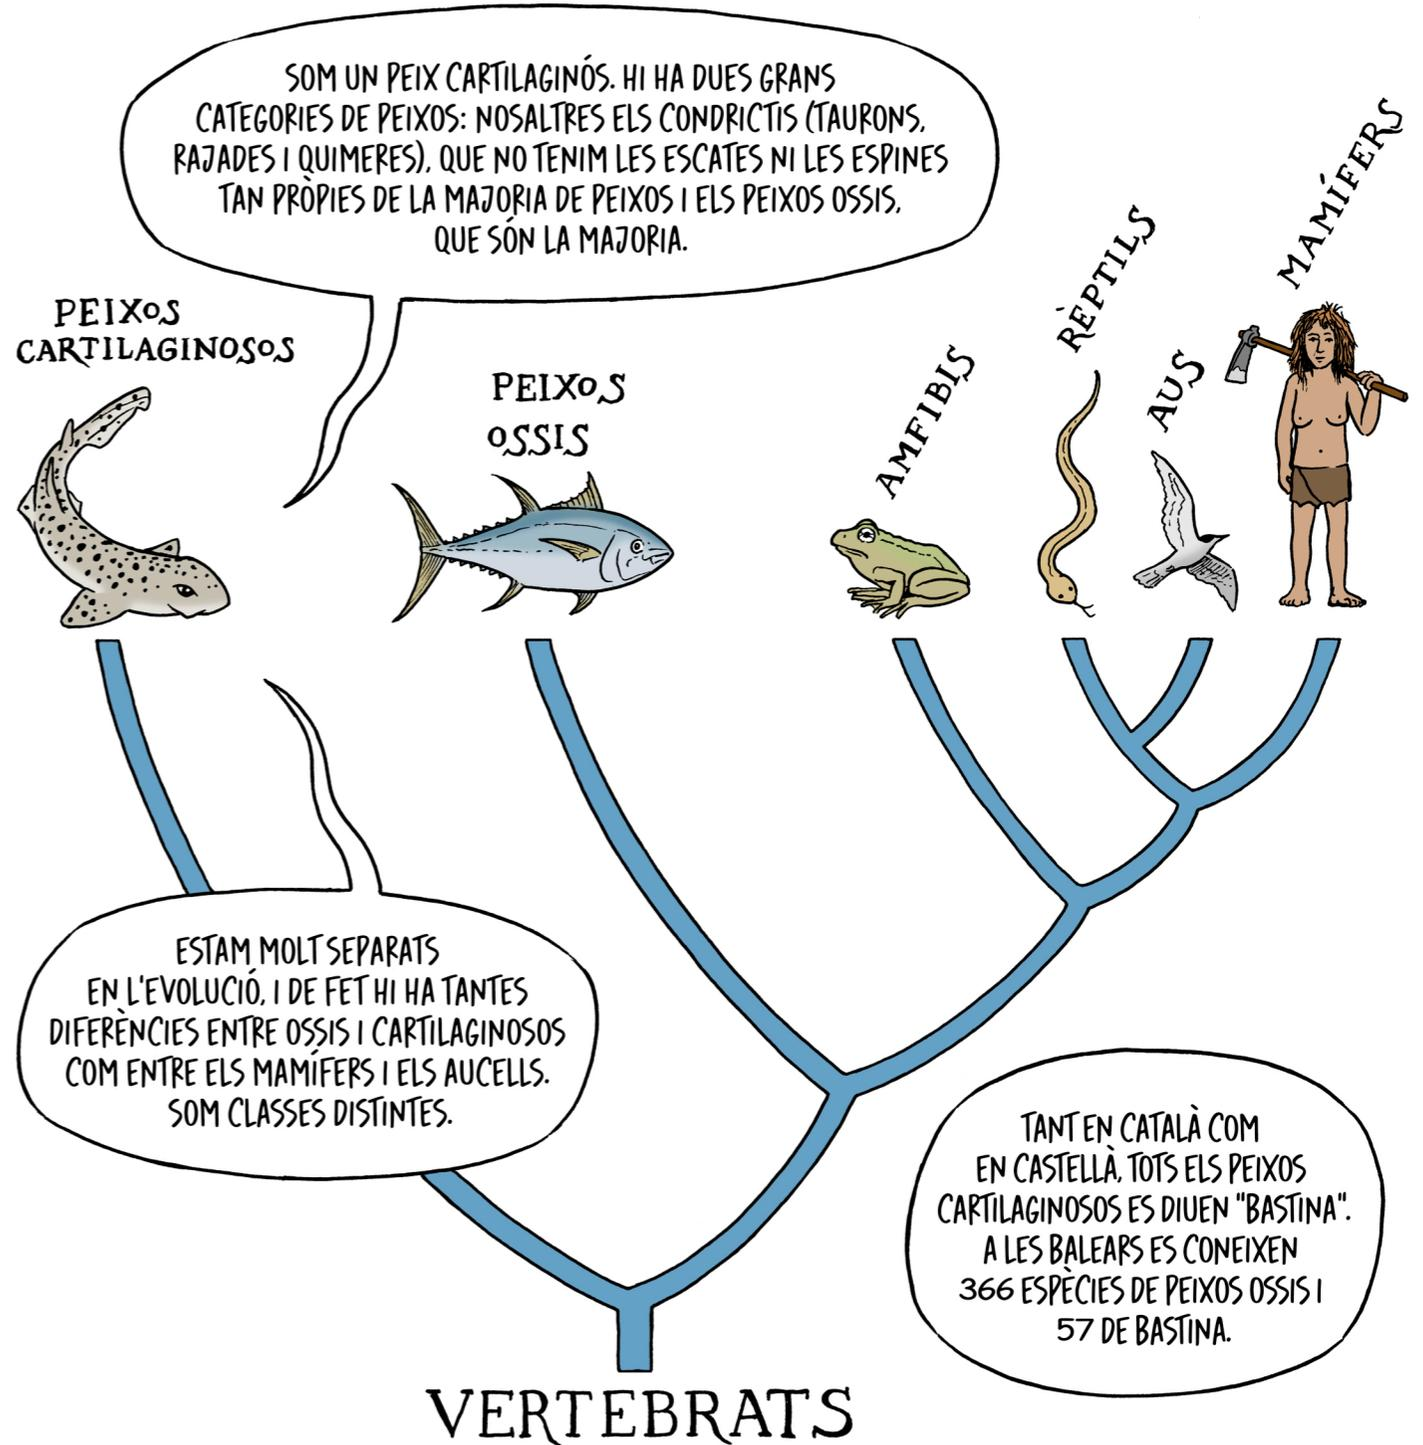 SOM UN PEIX CARTILAGINÓS. HI HA DUES GRANS
CATEGORIES DE PEIXOS: NOSALTRES ELS CONDRICTIS (TAURONS,
RAJADES I QUIMERES), QUE NO TENIM LES ESCATES NI LES ESPINES
TAN PRÒPIES DE LA MAJORIA DE PEIXOS I ELS PEIXOS OSSIS,
QUE SÓN LA MAJORIA.
PEIXOS
CARTILAGINOSOS
PEIXOS
OSSIS
AMFIBIS
RÈPTILS
AUS
MAMÍFERS
ESTAM MOLT SEPARATS
EN L'EVOLUCIÓ, I DE FET HI HA TANTES
DIFERÈNCIES ENTRE OSSIS I CARTILAGINOSOS
COM ENTRE ELS MAMÍFERS I ELS AUCELLS.
SOM CLASSES DISTINTES.
TANT EN CATALÀ COM
EN CASTELLÀ, TOTS ELS PEIXOS
CARTILAGINOSOS ES DIUEN "BASTINA".
A LES BALEARS ES CONEIXEN
366 ESPÈCIES DE PEIXOS OSSIS I
57 DE BASTINA.
VERTEBRATS